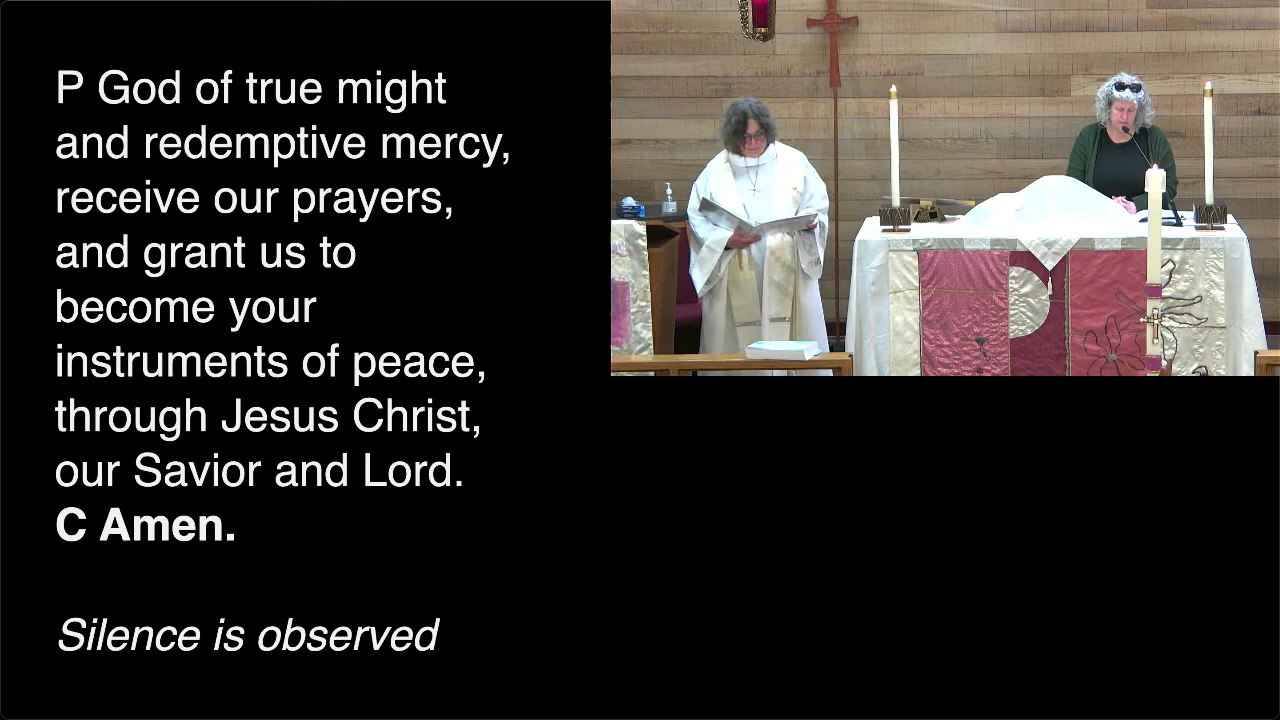 P God of true might
and redemptive mercy,
receive our prayers,
and grant us to
become your
instruments of peace,
through Jesus Christ,
our Savior and Lord.
C Amen.
Silence is observed